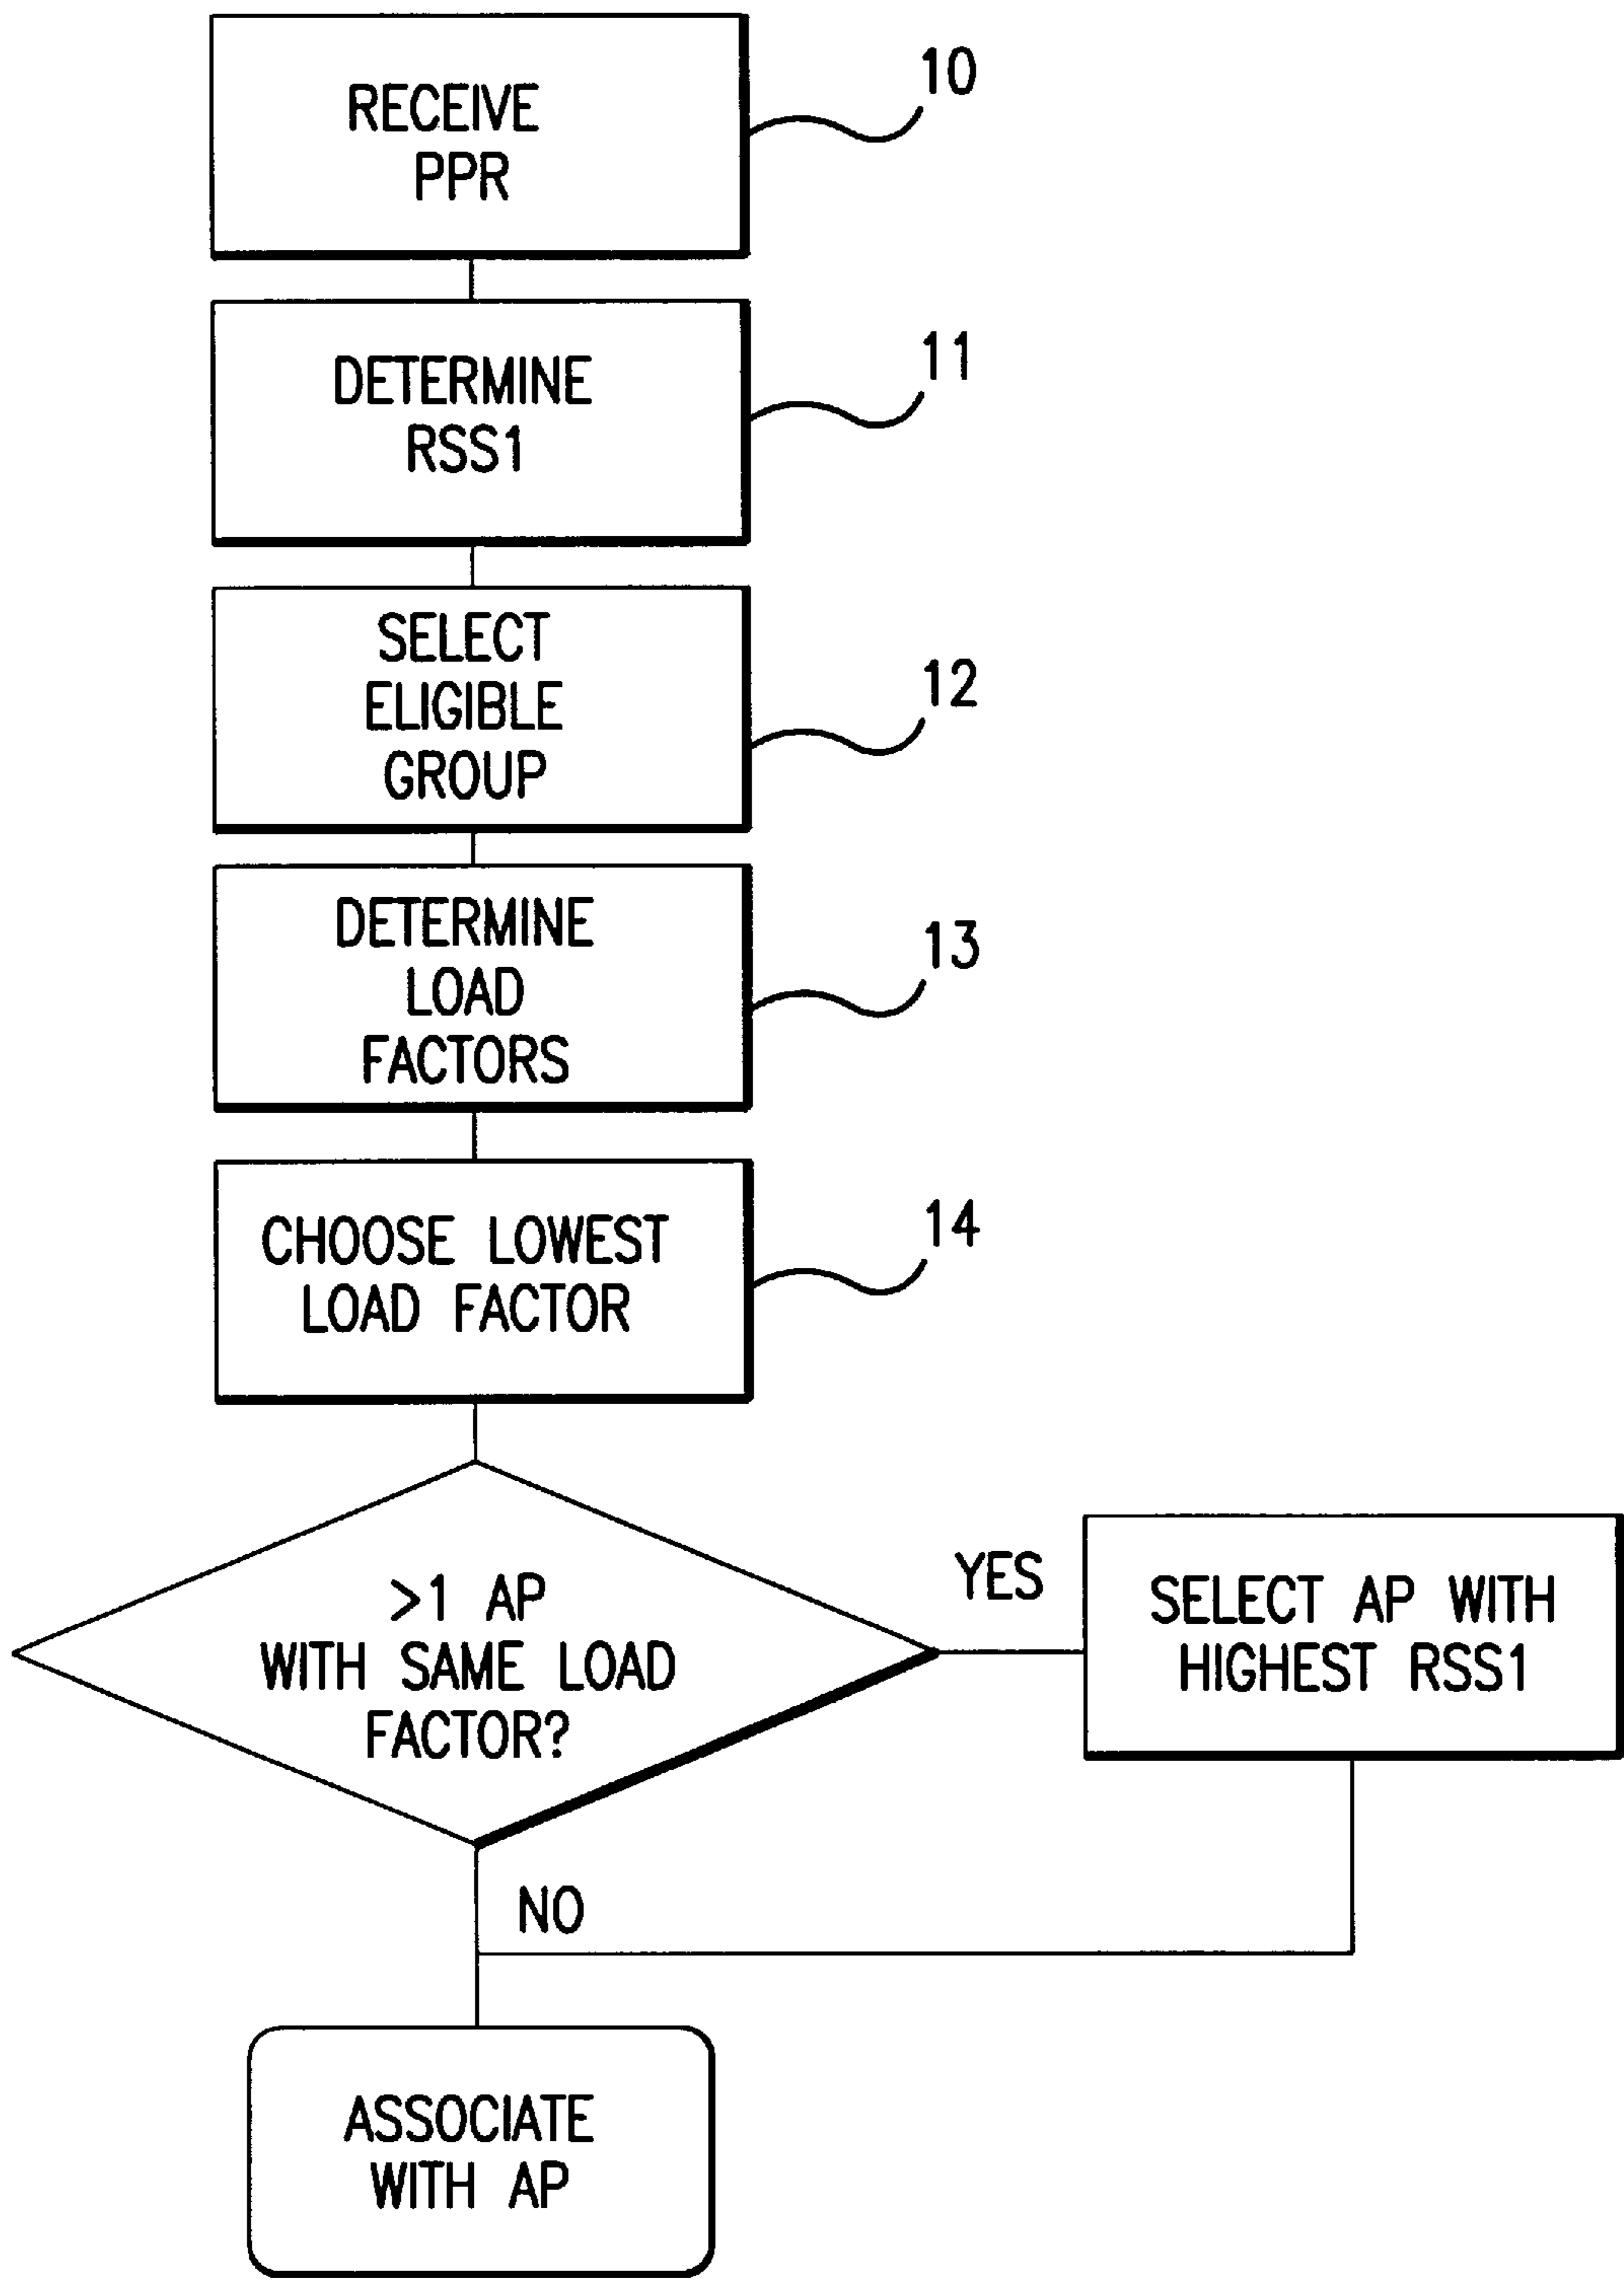 RECEIVE
PPR
10
DETERMINE
RSS1
11
SELECT
ELIGIBLE
GROUP
12
DETERMINE
LOAD
FACTORS
13
CHOOSE LOWEST
LOAD FACTOR
14
>1 AP
WITH SAME LOAD
FACTOR?
YES
SELECT AP WITH
HIGHEST RSS1
NO
ASSOCIATE
WITH AP